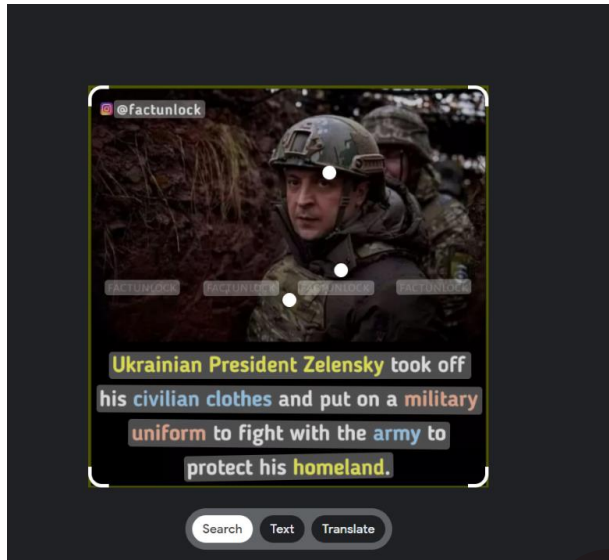 @factunlock
FACTUNLOCK FACTUNLOCK FACTUNLOCK FACTUNLOCK
Ukrainian President Zelensky took off
his civilian clothes and put on a military
uniform to fight with the army to
protect his homeland.
Search Text Translate